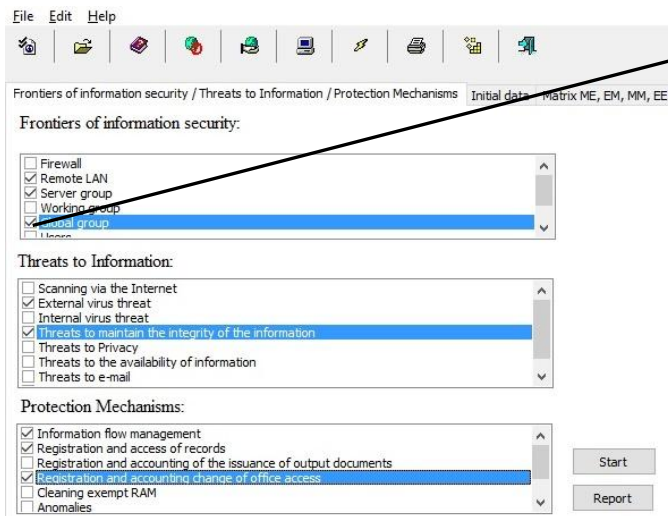 File Edit Help
Frontiers of information security / Threats to Information / Protection Mechanisms Initial data Matrix ME, EM, MM, EE
Frontiers of information security:
Firewall
Remote LAN
Server group
Working group
Global group
Users
Threats to Information:
Scanning via the Internet
External virus threat
Internal virus threat
Threats to maintain the integrity of the information
Threats to Privacy
Threats to the availability of information
Threats to e-mail
Protection Mechanisms:
Information flow management
Registration and access of records
Registration and accounting of the issuance of output documents
Registration and accounting change of office access
Cleaning exempt RAM
Anomalies
Start
Report